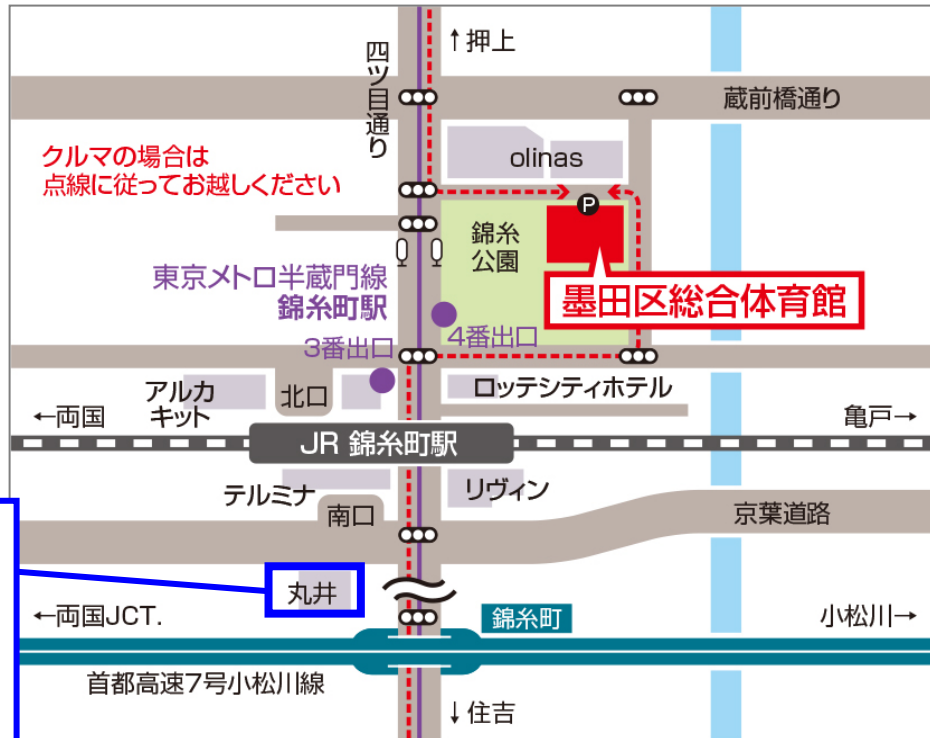 ↑押上
四ツ目通り
蔵前橋通り
クルマの場合は
点線に従ってお越しください
olinas
P
錦糸
公園
墨田区総合体育館
東京メトロ半蔵門線
錦糸町駅
4番出口
3番出口
アルカ
キット
北口
ロッテシティホテル
←両国
亀戸→
JR 錦糸町駅
テルミナ
リヴィン
南口
京葉道路
丸井
←両国JCT.
錦糸町
小松川→
首都高速7号小松川線
↓住吉